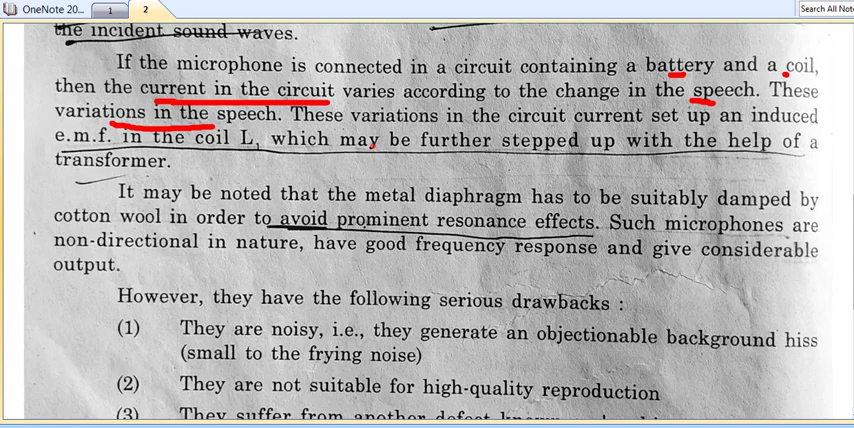 OneNote 20...
1
2
Search All Not
the incident sound waves.
If the microphone is connected in a circuit containing a battery and a coil,
then the current in the circuit varies according to the change in the speech. These
variations in the speech. These variations in the circuit current set up an induced
e.m.f. in the coil L, which may be further stepped up with the help of a
transformer.
It may be noted that the metal diaphragm has to be suitably damped by
cotton wool in order to avoid prominent resonance effects. Such microphones are
non-directional in nature, have good frequency response and give considerable
output.
However, they have the following serious drawbacks :
(1) They are noisy, i.e., they generate an objectionable background hiss
(small to the frying noise)
(2) They are not suitable for high-quality reproduction
(3) They suffer from another defect